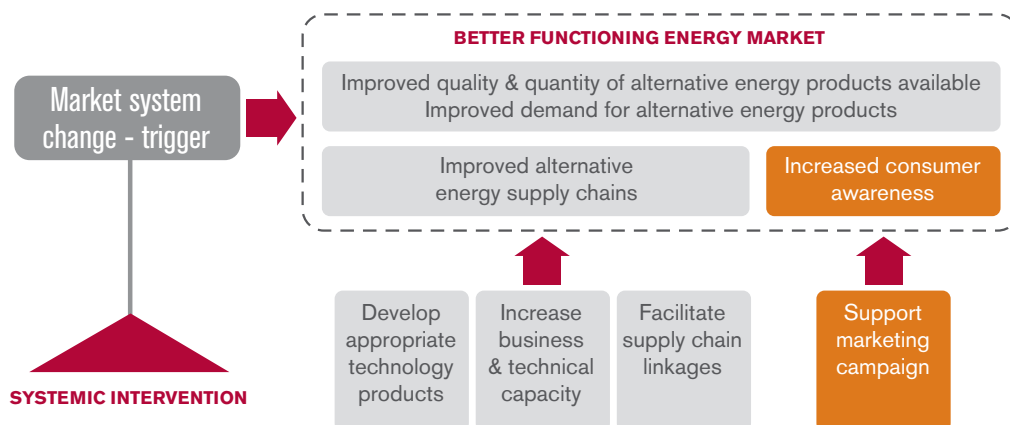 BETTER FUNCTIONING ENERGY MARKET
Improved quality & quantity of alternative energy products available
Improved demand for alternative energy products
Market system
change - trigger
Improved alternative
energy supply chains
Increased consumer
awareness
Develop
appropriate
technology
products
Increase
business
& technical
capacity
Facilitate
supply chain
linkages
Support
marketing
campaign
SYSTEMIC INTERVENTION